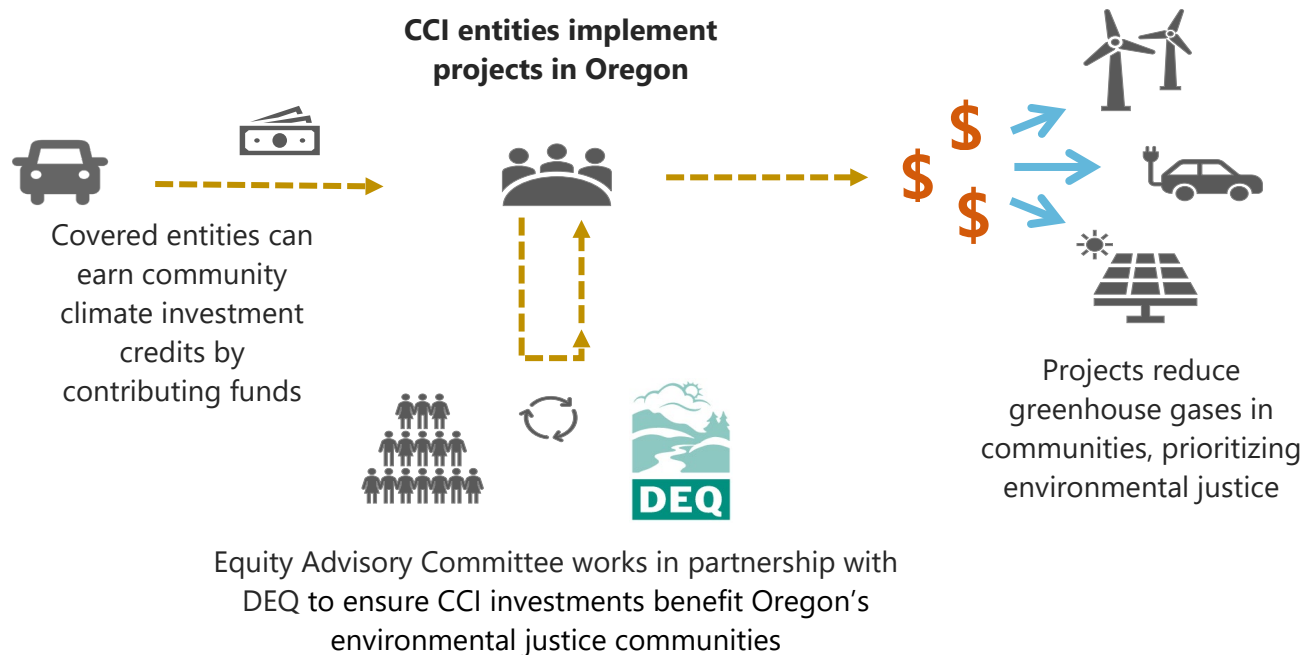 CCI entities implement
projects in Oregon
Covered entities can
earn community
climate investment
credits by
contributing funds
$
$
$
DEQ
Projects reduce
greenhouse gases in
communities, prioritizing
environmental justice
Equity Advisory Committee works in partnership with
DEQ to ensure CCI investments benefit Oregon’s
environmental justice communities